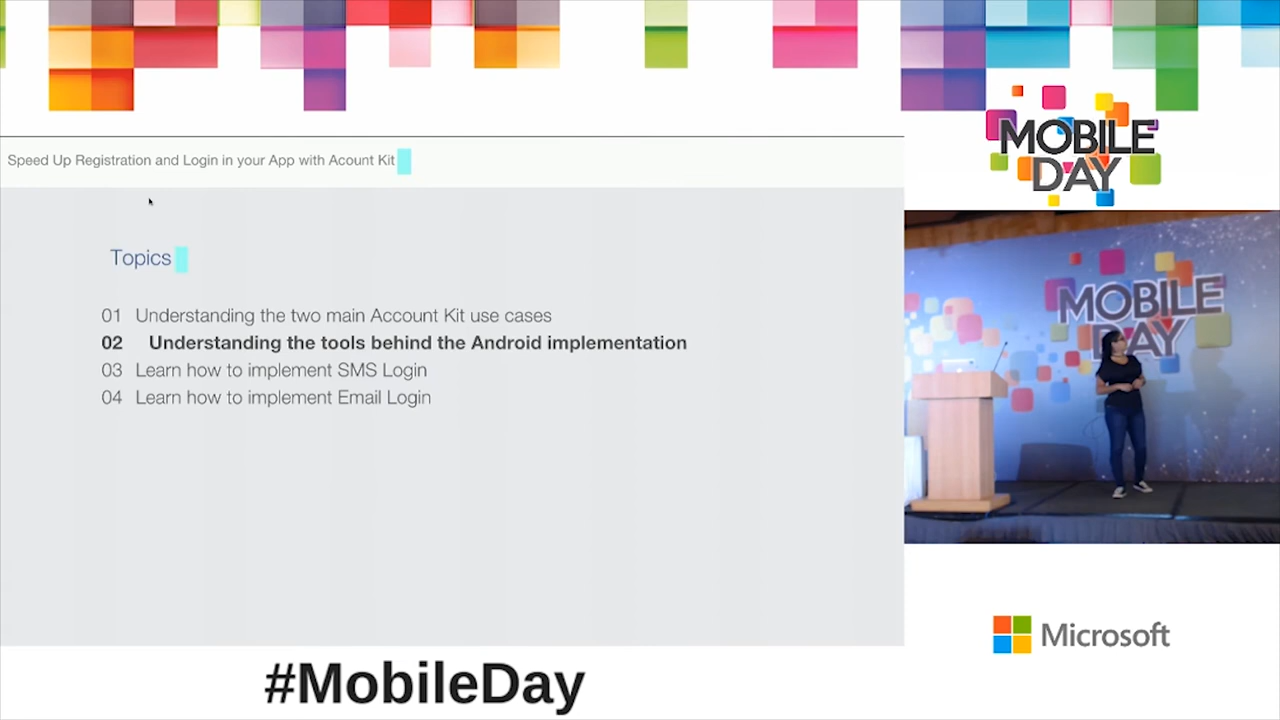 MOBILE
DAY
Speed Up Registration and Login in your App with Acount Kit
Topics
01 Understanding the two main Account Kit use cases
02 Understanding the tools behind the Android implementation
03 Learn how to implement SMS Login
04 Learn how to implement Email Login
MOBILE
DAY
Microsoft
#MobileDay